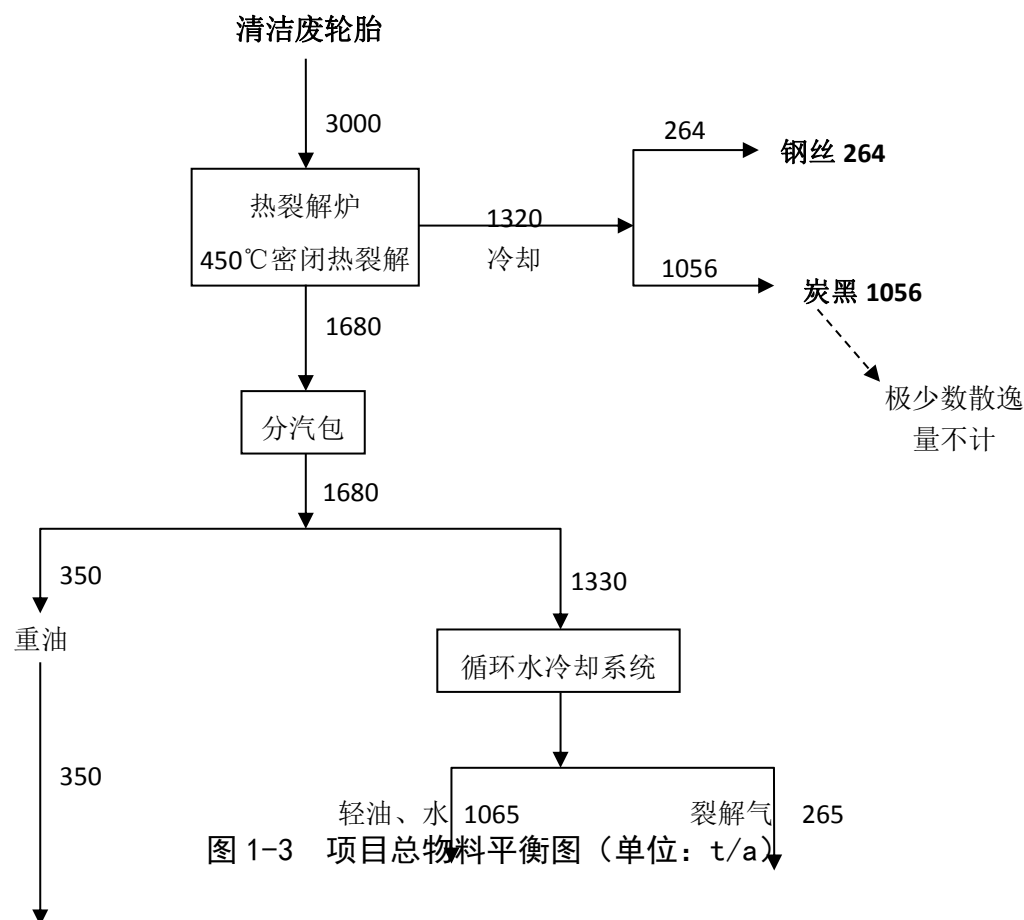 清洁废轮胎
3000
264
钢丝 264
热裂解炉
450℃密闭热裂解
1320
冷却
1056
炭黑 1056
1680
极少数散逸
量不计
分汽包
1680
350
1330
重油
循环水冷却系统
350
轻油、水 1065
裂解气 265
图 1-3 项目总物料平衡图（单位：t/a）